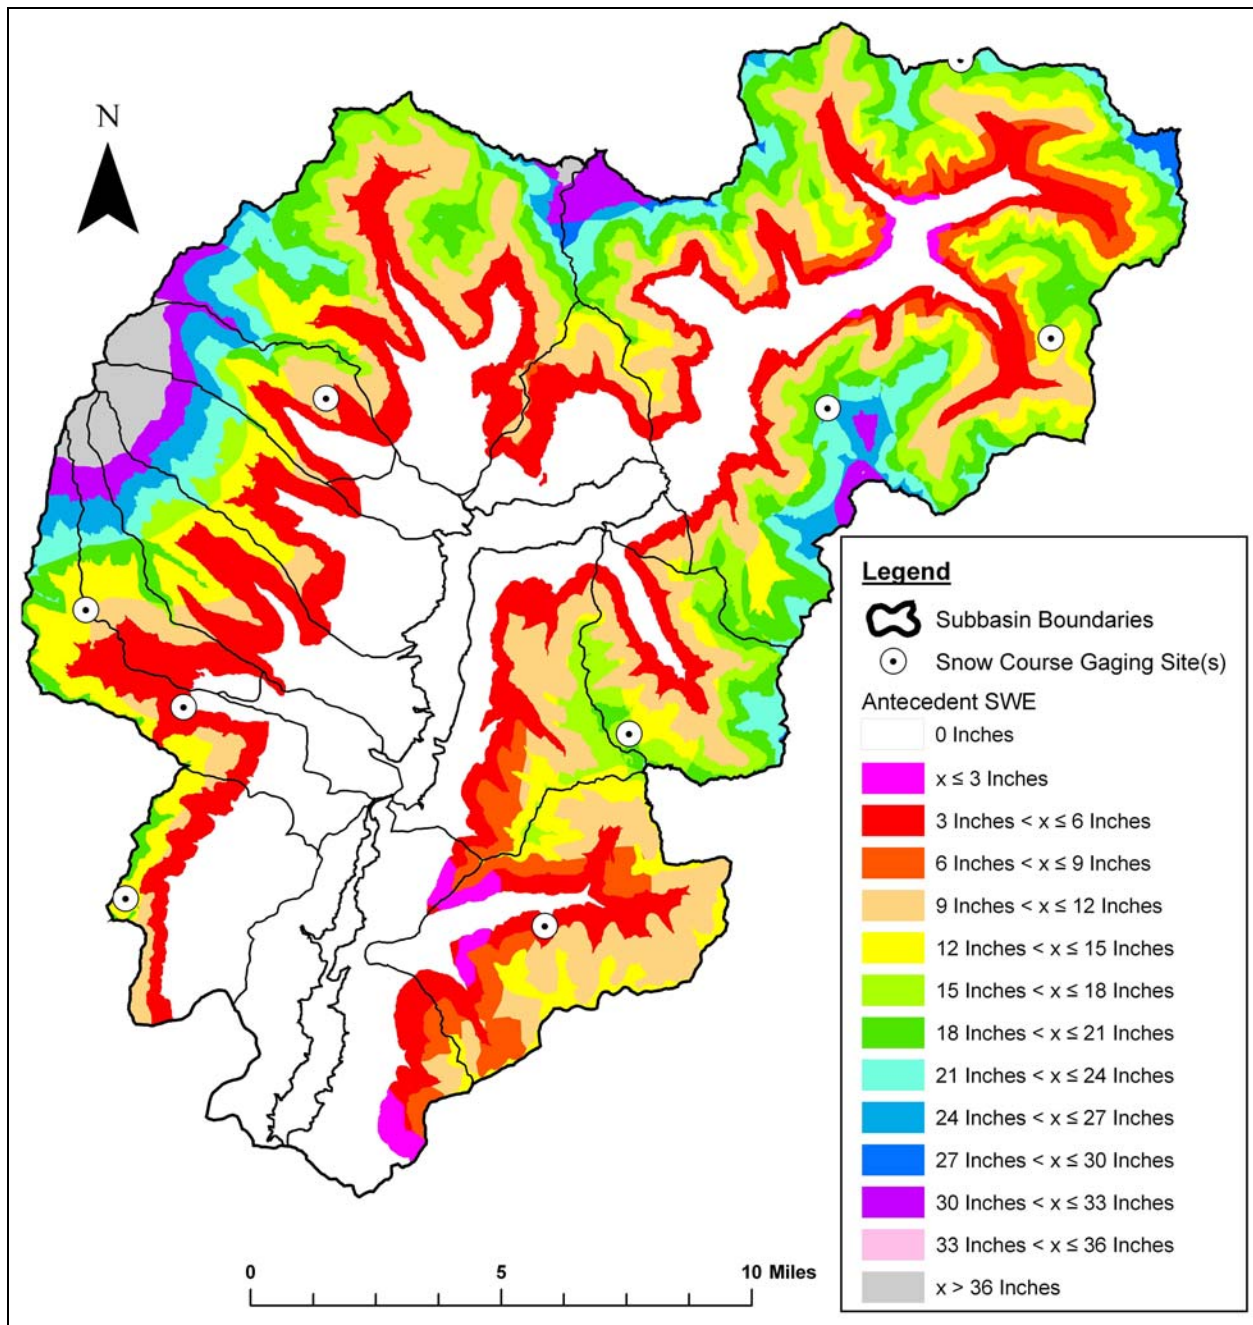 N
Legend
Subbasin Boundaries
Snow Course Gaging Site(s)
Antecedent SWE
0 Inches
x ≤ 3 Inches
3 Inches < x ≤ 6 Inches
6 Inches < x ≤ 9 Inches
9 Inches < x ≤ 12 Inches
12 Inches < x ≤ 15 Inches
15 Inches < x ≤ 18 Inches
18 Inches < x ≤ 21 Inches
21 Inches < x ≤ 24 Inches
24 Inches < x ≤ 27 Inches
27 Inches < x ≤ 30 Inches
30 Inches < x ≤ 33 Inches
33 Inches < x ≤ 36 Inches
x > 36 Inches
0 5 10 Miles